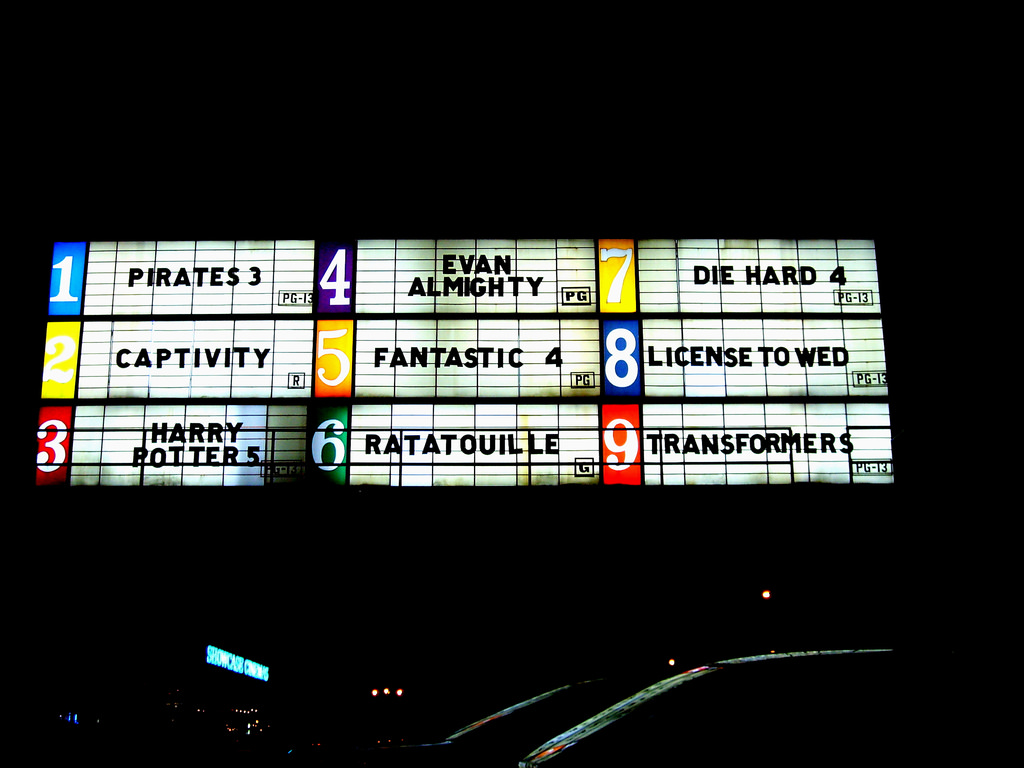 1
PIRATES 3
PG-13
2
CAPTIVITY
R
3
HARRY
POTTER 5
PG-13
4
EVAN
ALMIGHTY
PG
5
FANTASTIC 4
PG
6
RATATOUILLE
G
7
DIE HARD 4
PG-13
8
LICENSE TO WED
PG-13
9
TRANSFORMERS
PG-13
SHOWCASE CINEMAS